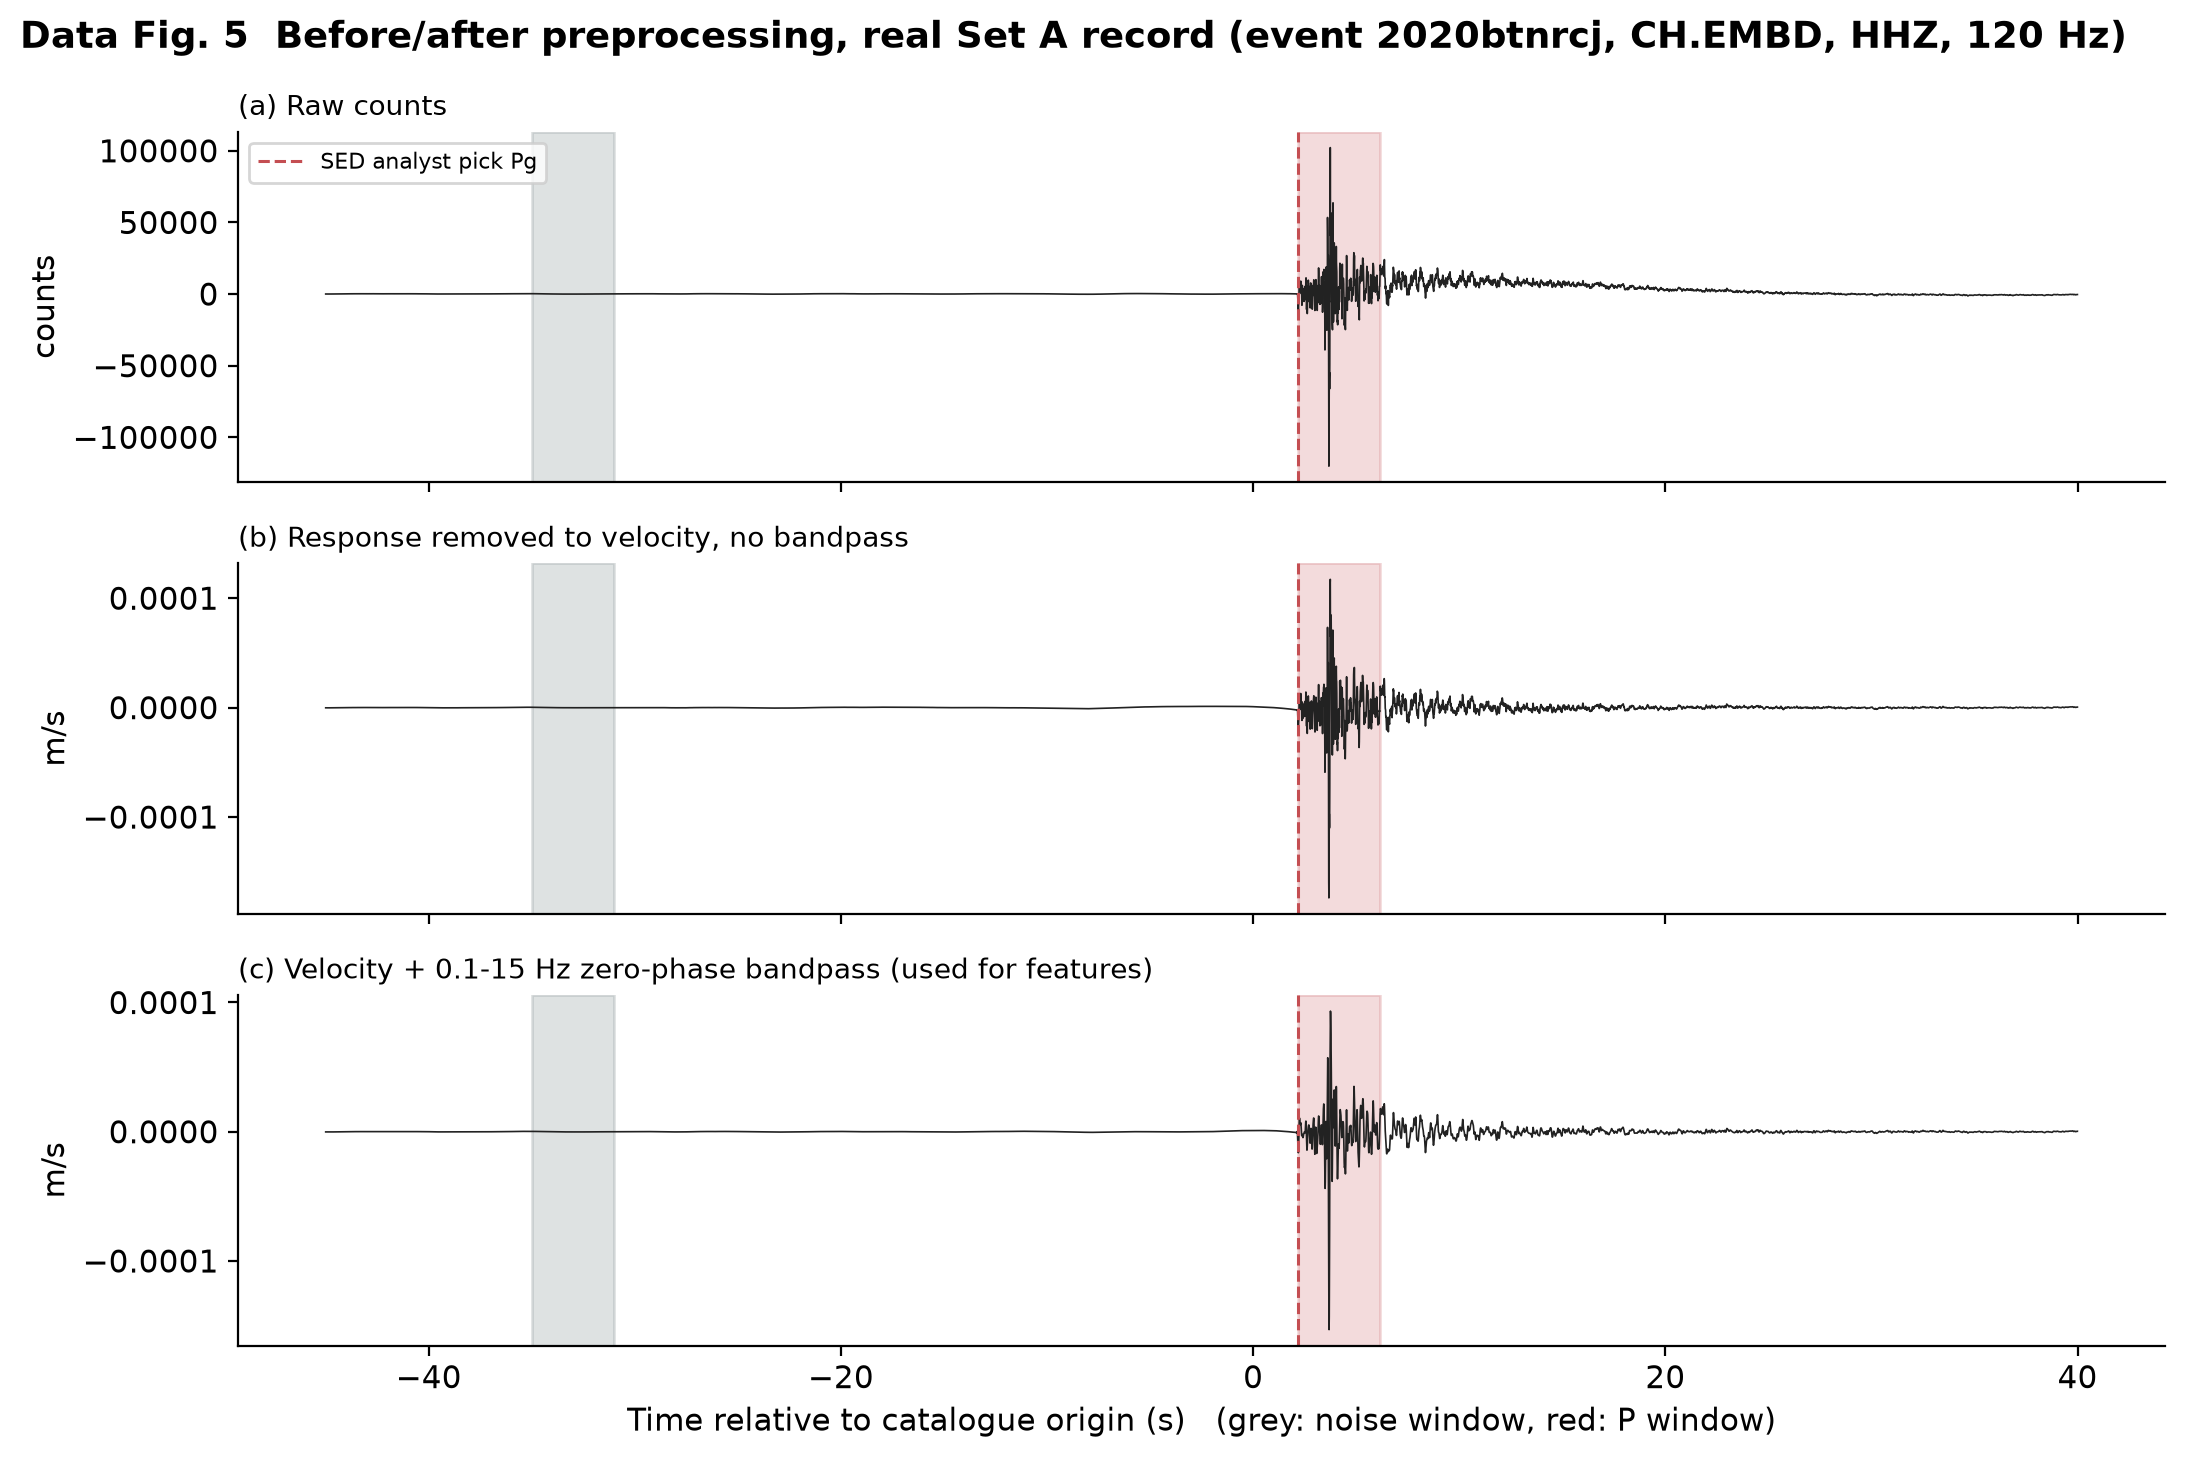 Data Fig. 5  Before/after preprocessing, real Set A record (event 2020btnrcj, CH.EMBD, HHZ, 120 Hz)
(a) Raw counts
SED analyst pick Pg
100000
50000
0
−50000
−100000
counts
(b) Response removed to velocity, no bandpass
0.0001
0.0000
−0.0001
m/s
(c) Velocity + 0.1-15 Hz zero-phase bandpass (used for features)
0.0001
0.0000
−0.0001
m/s
−40
−20
0
20
40
Time relative to catalogue origin (s)   (grey: noise window, red: P window)